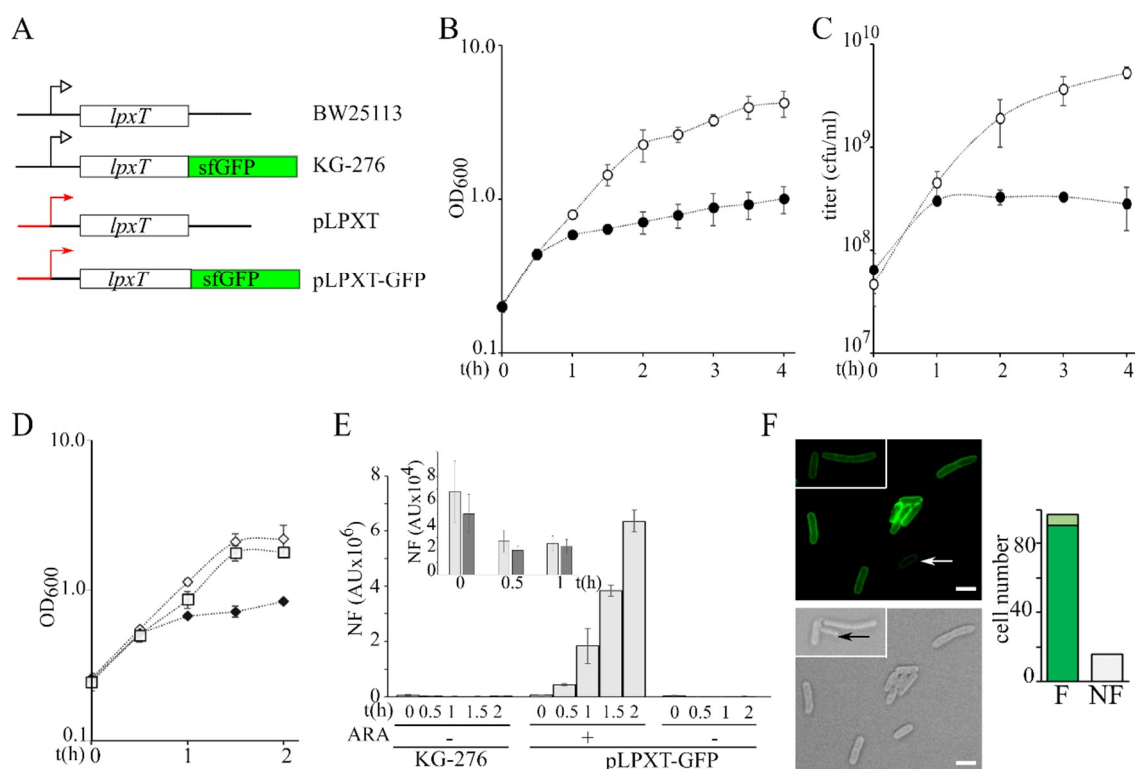 A
lpxT
BW25113
lpxT sfGFP
KG-276
lpxT
pLPXT
lpxT sfGFP
pLPXT-GFP
B
10.0
1.0
0.1
OD600
t(h) 0 1 2 3 4
C
10^10
10^9
10^8
10^7
titer (cfu/ml)
t(h) 0 1 2 3 4
D
10.0
1.0
0.1
OD600
t(h) 0 1 2
E
8
6
4
2
0
NF (AUx10^6)
8
6
4
2
0
NF (AUx10^4)
0 0.5 1 t(h)
t(h) 0 0.5 1 1.5 2 0 0.5 1 1.5 2 0 0.5 1 2
ARA - + -
KG-276 pLPXT-GFP
F
80
40
0
cell number
F NF